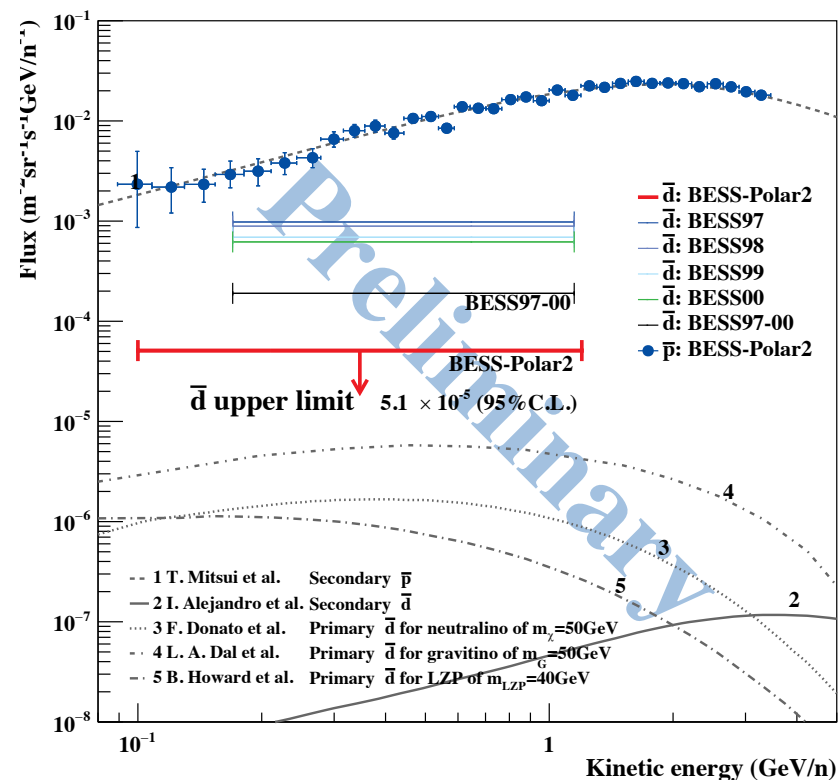 Flux (m⁻²sr⁻¹s⁻¹GeV/n⁻¹)
10⁻¹
10⁻²
10⁻³
10⁻⁴
10⁻⁵
10⁻⁶
10⁻⁷
10⁻⁸
1
Preliminary
d̅: BESS-Polar2
d̅: BESS97
d̅: BESS98
d̅: BESS99
d̅: BESS00
d̅: BESS97-00
p̅: BESS-Polar2
BESS97-00
BESS-Polar2
d̅ upper limit 5.1 × 10⁻⁵ (95%C.L.)
4
3
5
2
1 T. Mitsui et al. Secondary p̅
2 I. Alejandro et al. Secondary d̅
3 F. Donato et al. Primary d̅ for neutralino of m_χ=50GeV
4 L. A. Dal et al. Primary d̅ for gravitino of m_G=50GeV
5 B. Howard et al. Primary d̅ for LZP of m_LZP=40GeV
10⁻¹ 1
Kinetic energy (GeV/n)